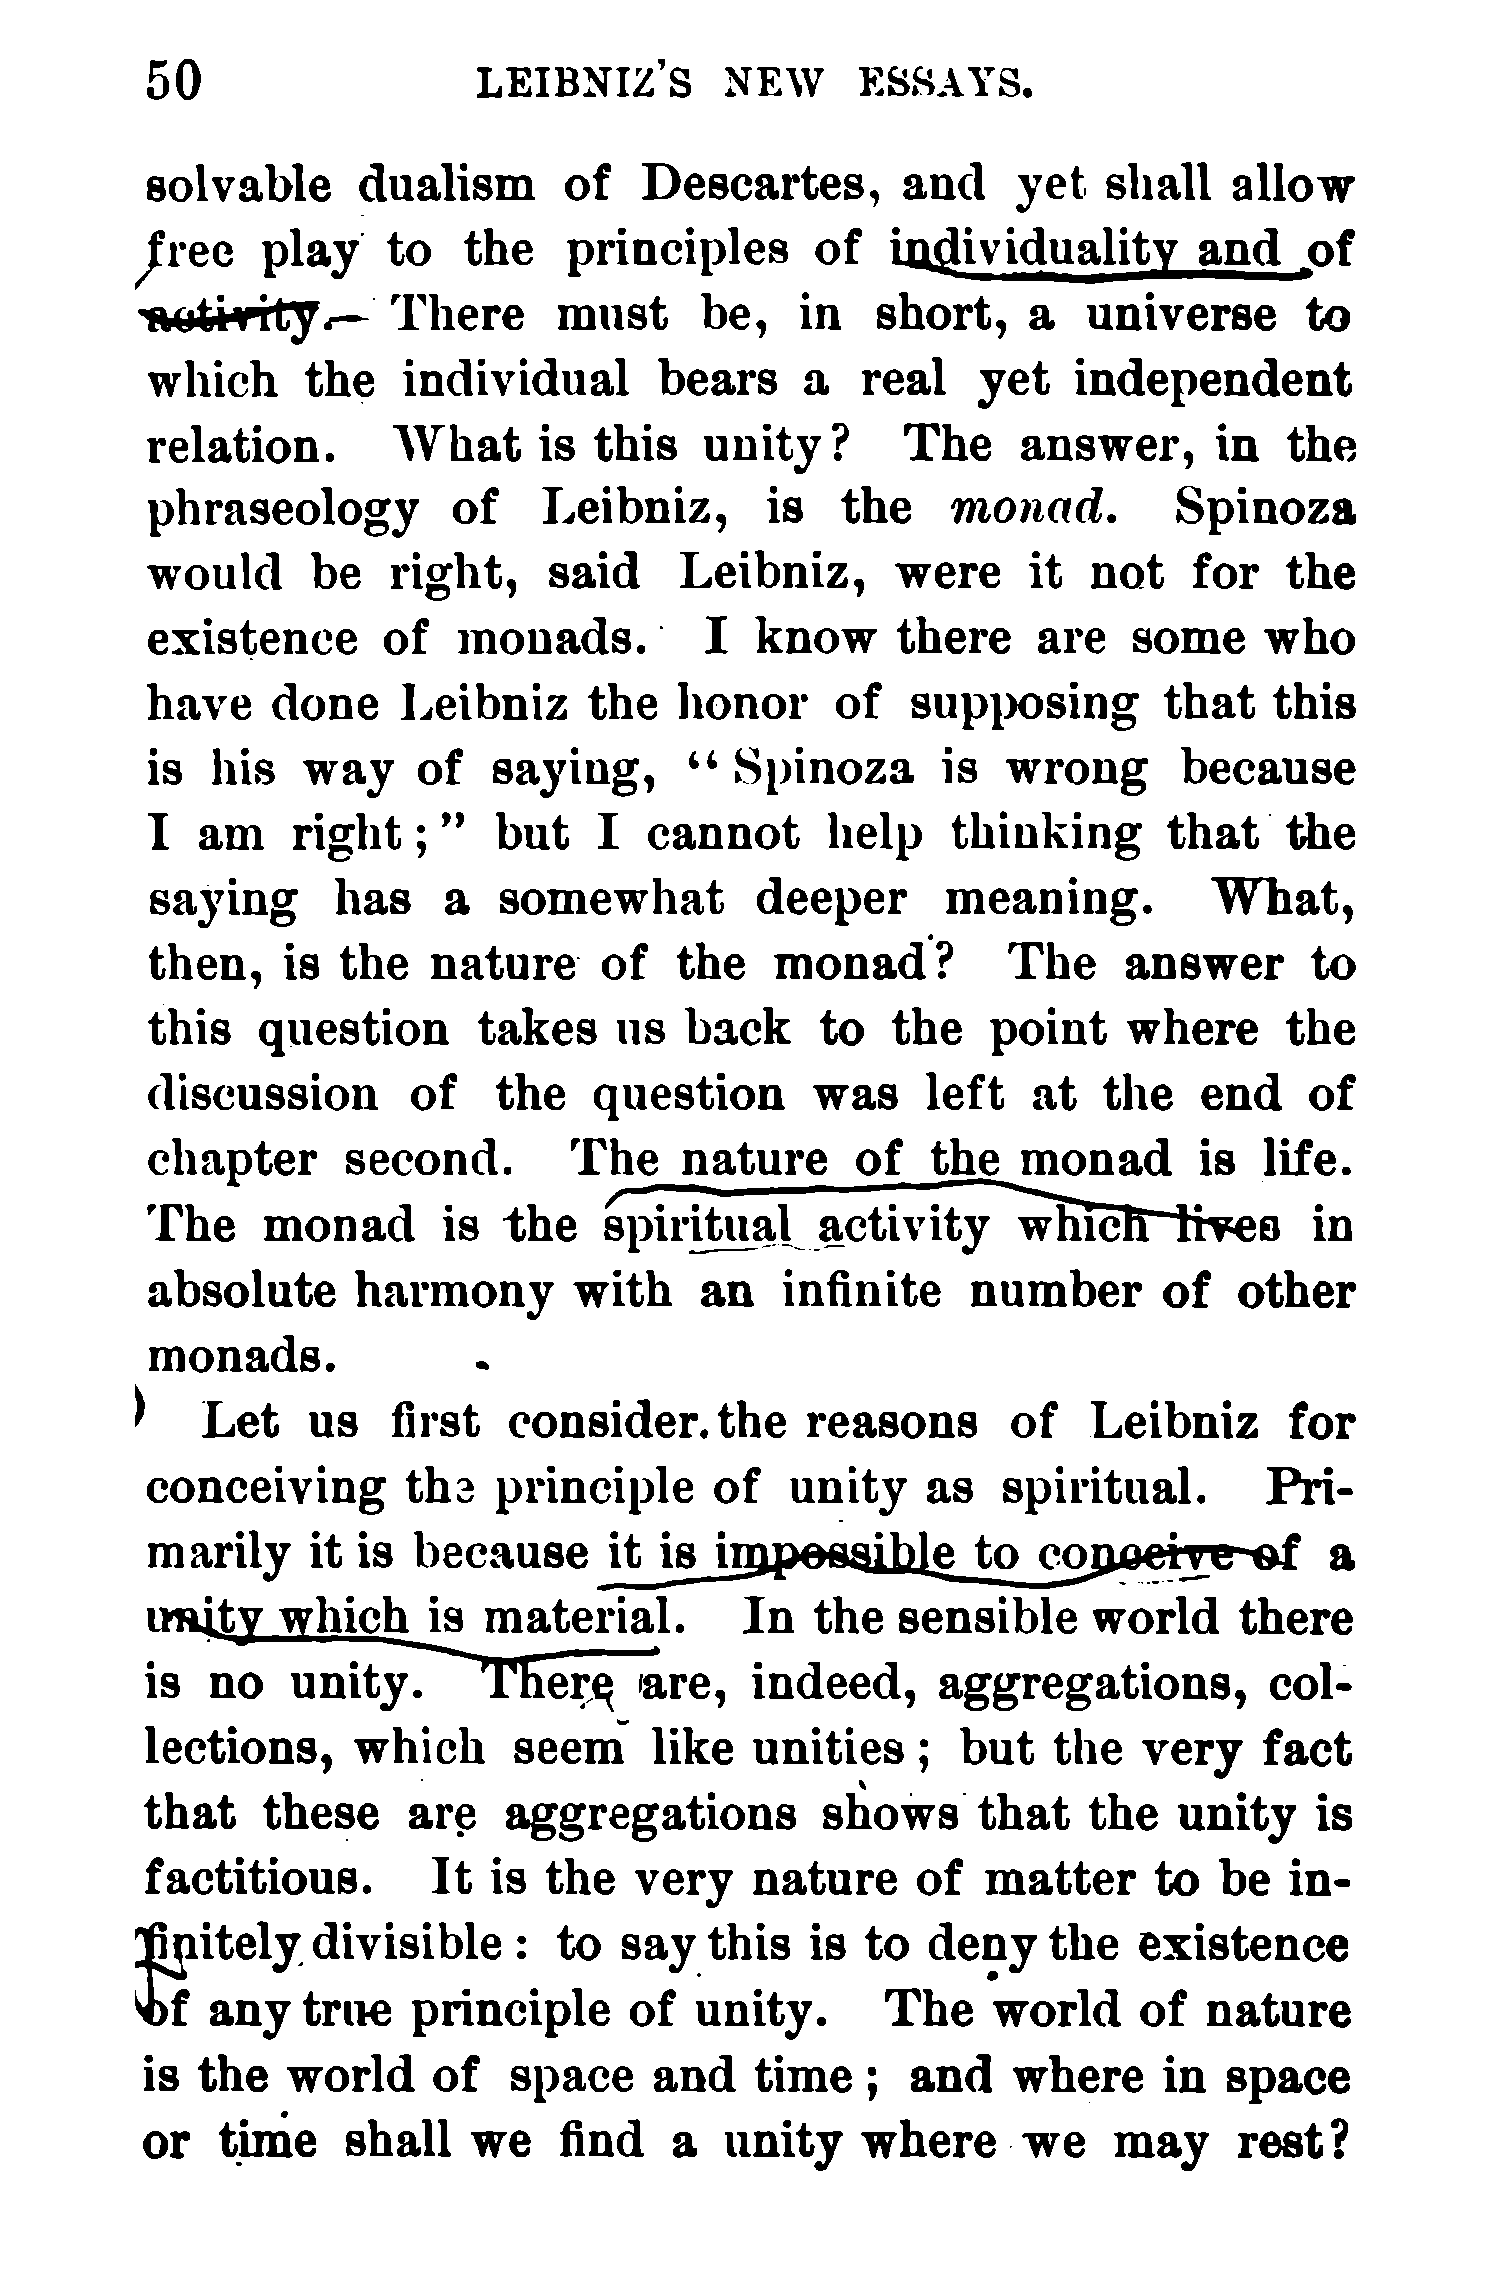 50 LEIBNIZ'S NEW ESSAYS.
solvable dualism of Descartes, and yet shall allow
free play to the principles of individuality and of
activity. There must be, in short, a universe to
which the individual bears a real yet independent
relation. What is this unity? The answer, in the
phraseology of Leibniz, is the monad. Spinoza
would be right, said Leibniz, were it not for the
existence of monads. I know there are some who
have done Leibniz the honor of supposing that this
is his way of saying, “Spinoza is wrong because
I am right;” but I cannot help thinking that the
saying has a somewhat deeper meaning. What,
then, is the nature of the monad? The answer to
this question takes us back to the point where the
discussion of the question was left at the end of
chapter second. The nature of the monad is life.
The monad is the spiritual activity which lives in
absolute harmony with an infinite number of other
monads.
Let us first consider the reasons of Leibniz for
conceiving the principle of unity as spiritual. Pri-
marily it is because it is impossible to conceive of a
unity which is material. In the sensible world there
is no unity. There are, indeed, aggregations, col-
lections, which seem like unities; but the very fact
that these are aggregations shows that the unity is
factitious. It is the very nature of matter to be in-
finitely divisible: to say this is to deny the existence
of any true principle of unity. The world of nature
is the world of space and time; and where in space
or time shall we find a unity where we may rest?